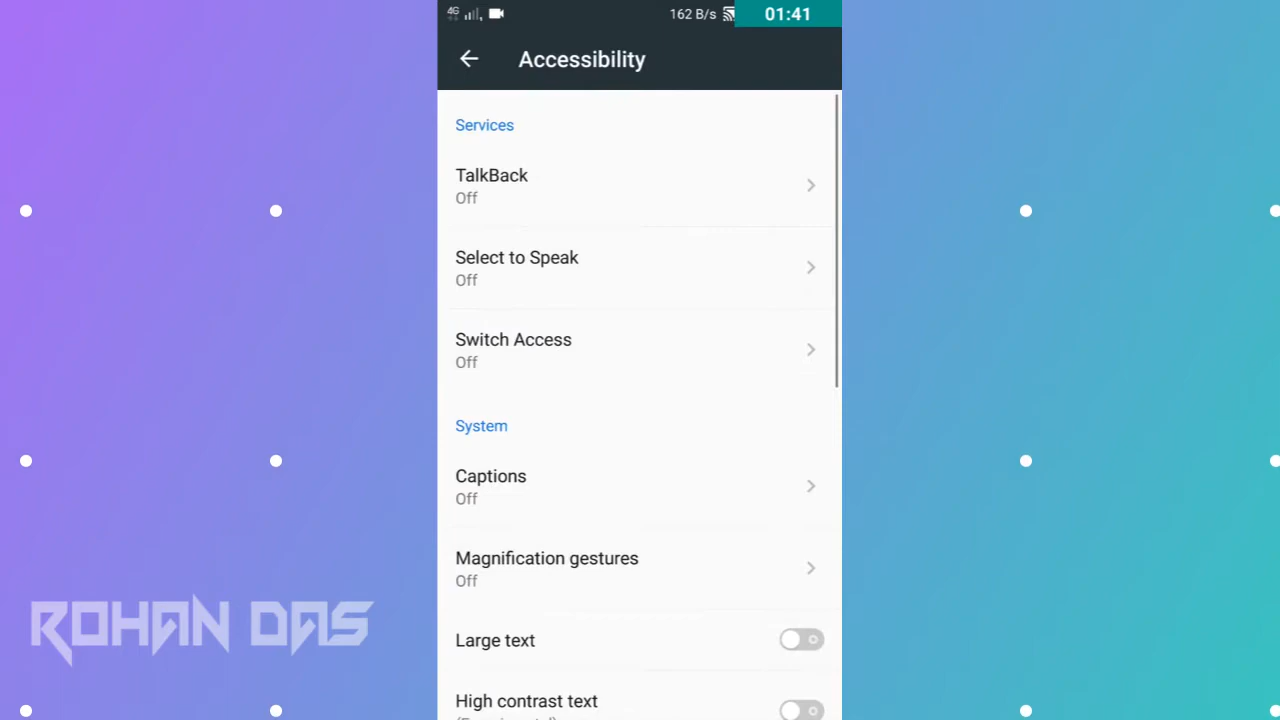 4G 162 B/s 01:41
Accessibility
Services
TalkBack
Off
Select to Speak
Off
Switch Access
Off
System
Captions
Off
Magnification gestures
Off
Large text
High contrast text
ROHAN DAS